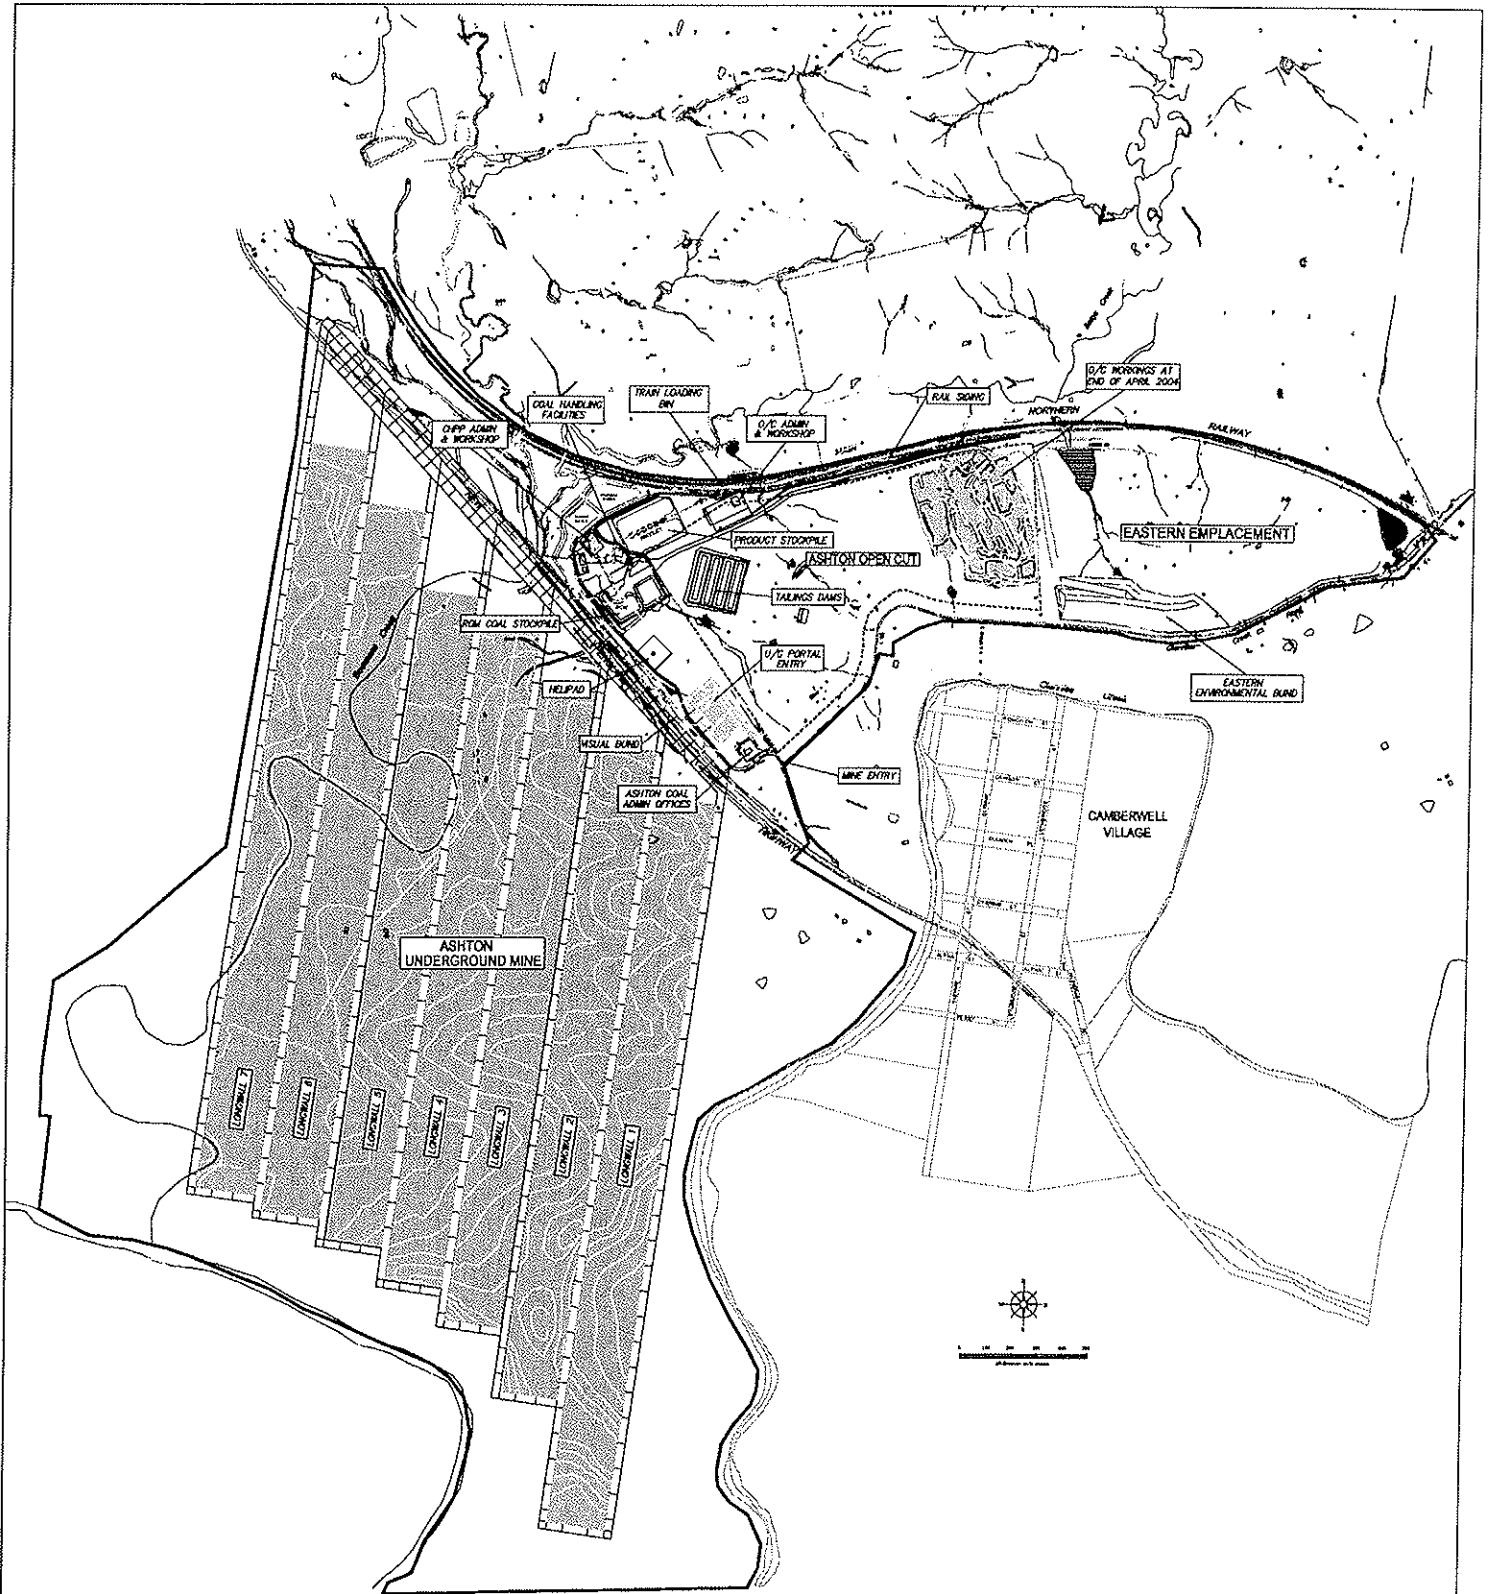 O/C WORKINGS AT
END OF APRIL 2004
TRAIN LOADING
BIN
RAIL SIDING
COAL HANDLING
FACILITIES
O/C ADMIN
& WORKSHOP
NORTHERN
RAILWAY
CHPP ADMIN
& WORKSHOP
PRODUCT STOCKPILE
EASTERN EMPLACEMENT
ASHTON OPEN CUT
TAILINGS DAMS
ROM COAL STOCKPILE
U/G PORTAL
ENTRY
HELIPAD
EASTERN
ENVIRONMENTAL BUND
VISUAL BUND
MINE ENTRY
ASHTON COAL
ADMIN OFFICES
HIGHWAY
CAMBERWELL
VILLAGE
ASHTON
UNDERGROUND MINE
LONGWALL 7
LONGWALL 6
LONGWALL 5
LONGWALL 4
LONGWALL 3
LONGWALL 2
LONGWALL 1